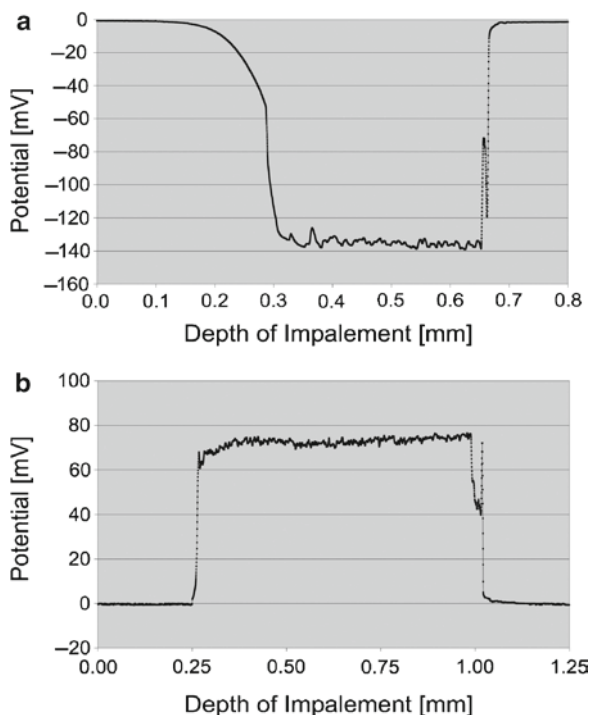 a
0
–20
–40
–60
–80
–100
–120
–140
–160
Potential [mV]
0.0 0.1 0.2 0.3 0.4 0.5 0.6 0.7 0.8
Depth of Impalement [mm]
b
100
80
60
40
20
0
–20
Potential [mV]
0.00 0.25 0.50 0.75 1.00 1.25
Depth of Impalement [mm]